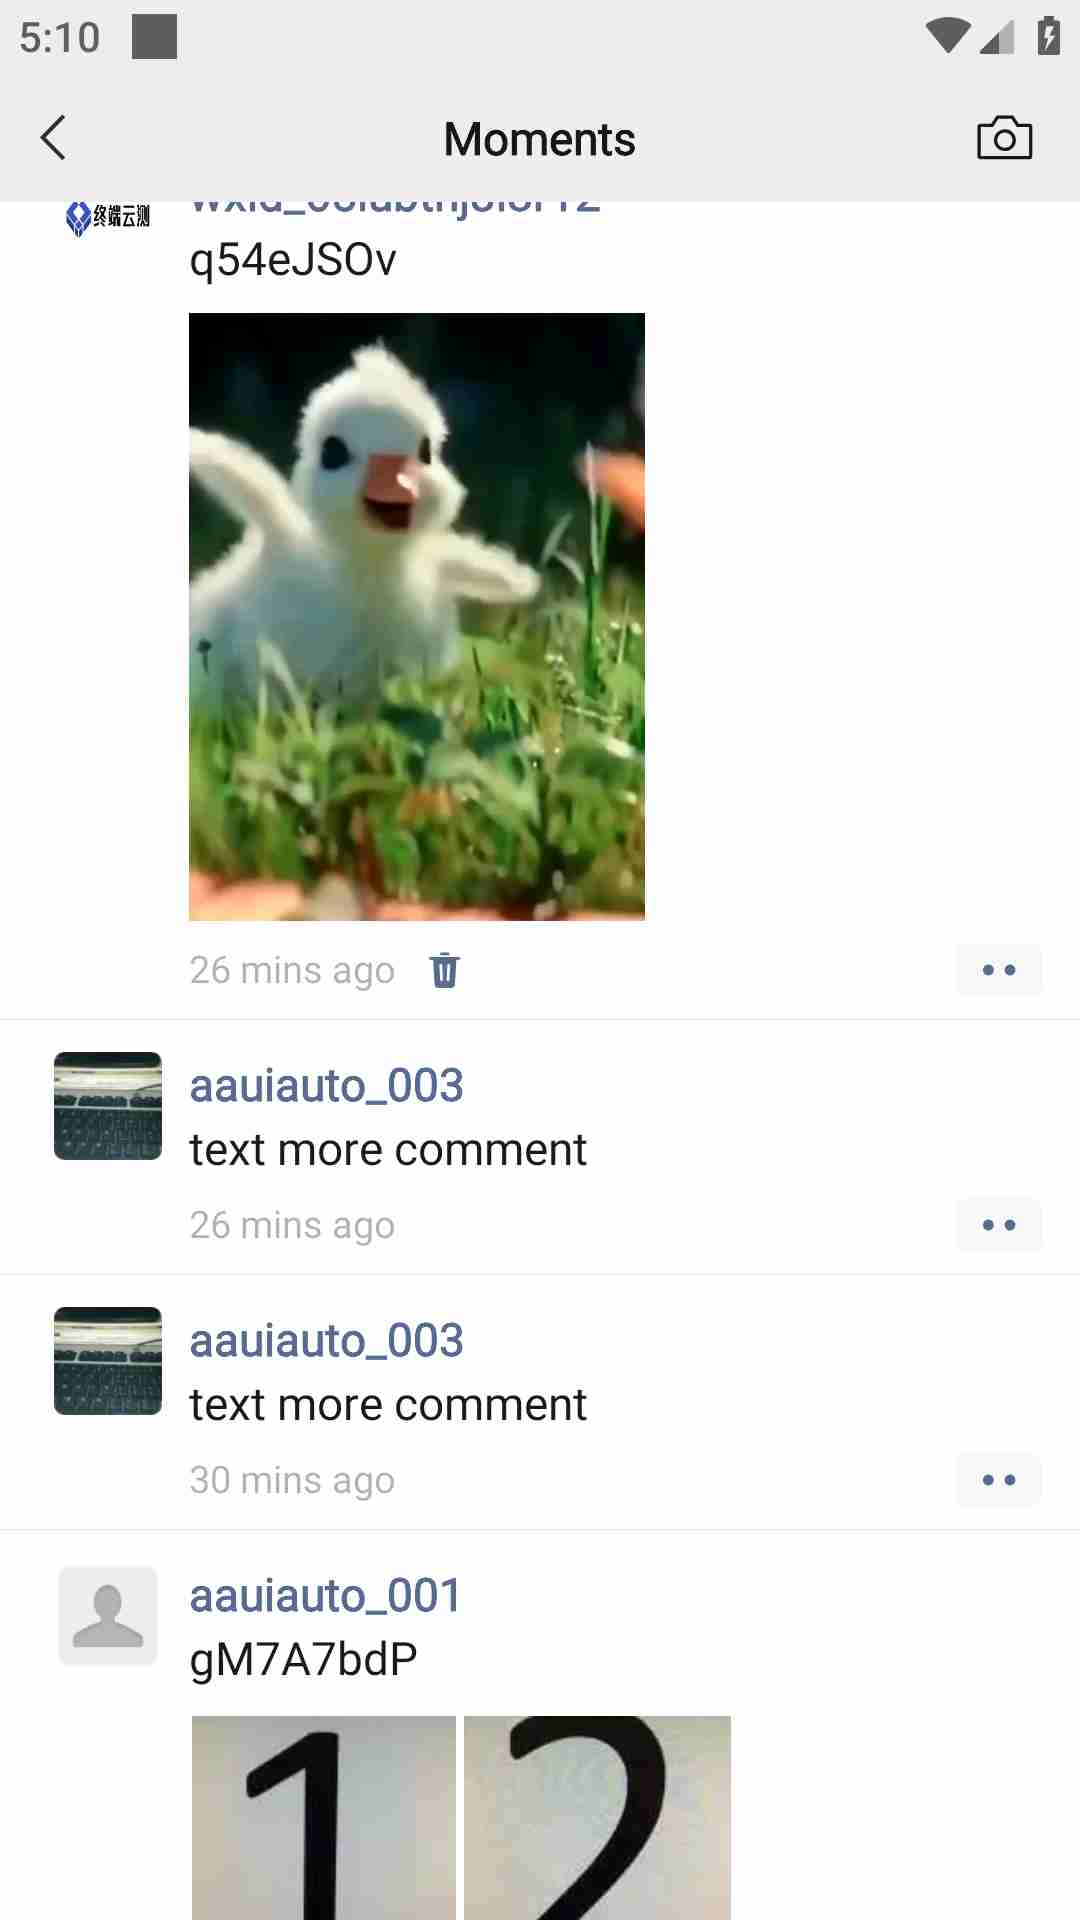 5:10
Moments
终端云测
q54eJSOv
26 mins ago
aauiauto_003
text more comment
26 mins ago
aauiauto_003
text more comment
30 mins ago
aauiauto_001
gM7A7bdP
1 2